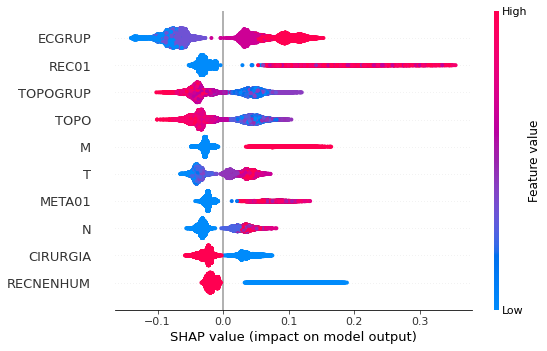 High
ECGRUP
REC01
TOPOGRUP
TOPO
M
T
META01
N
CIRURGIA
RECNENHUM
Low
Feature value
−0.1 0.0 0.1 0.2 0.3
SHAP value (impact on model output)